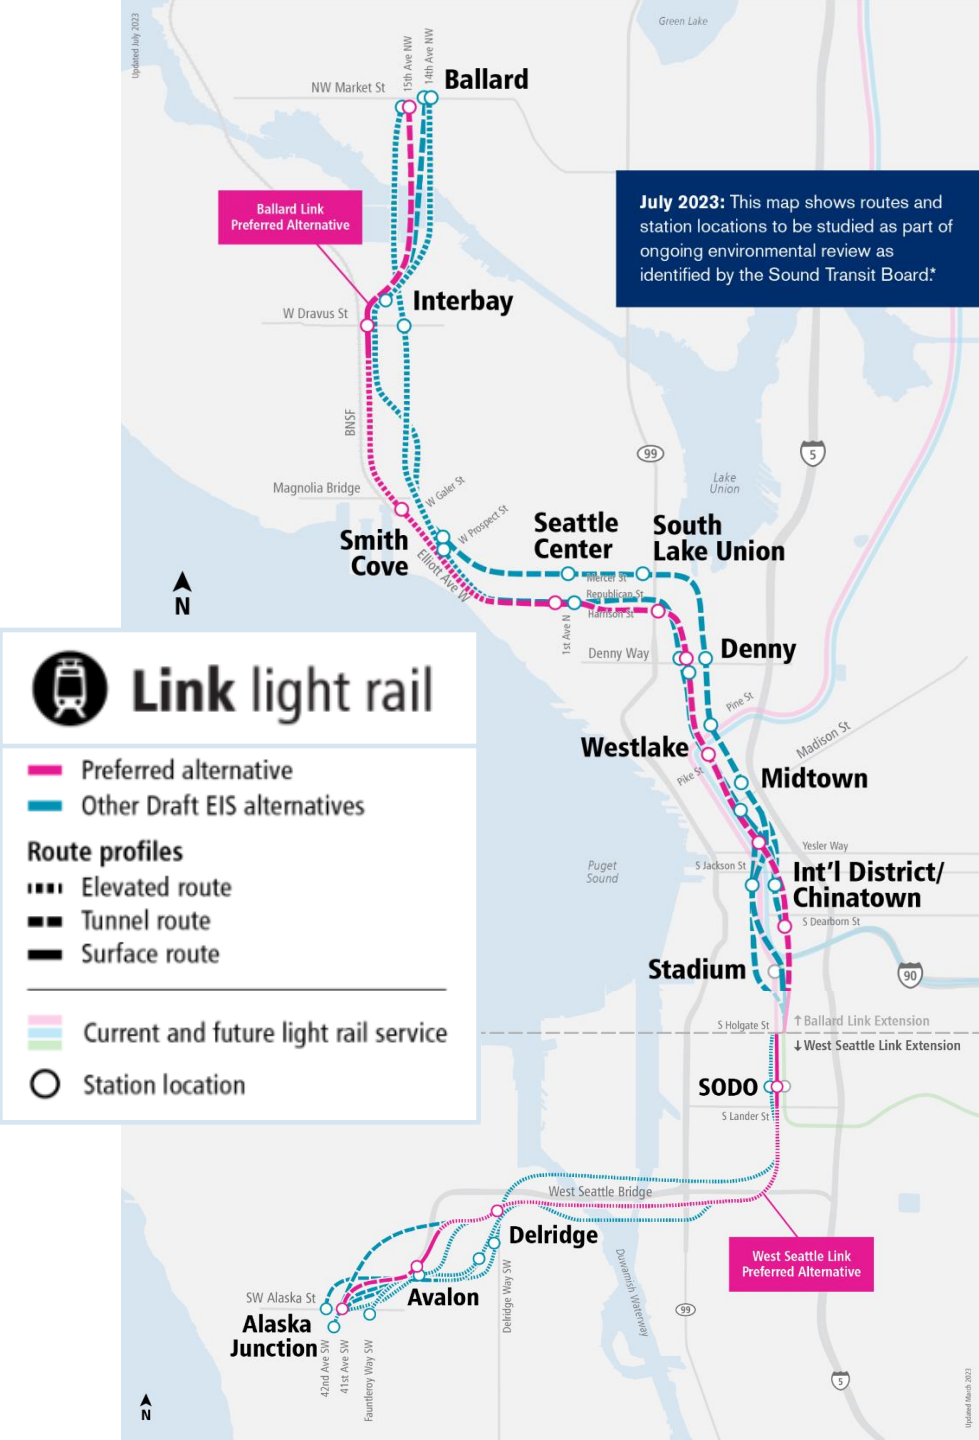 Updated July 2023
Green Lake
15th Ave NW
14th Ave NW
NW Market St
Ballard
Ballard Link
Preferred Alternative
July 2023: This map shows routes and
station locations to be studied as part of
ongoing environmental review as
identified by the Sound Transit Board.*
Interbay
W Dravus St
BNSF
99
5
Lake
Union
Magnolia Bridge
W Galer St
W Prospect St
Smith
Cove
Elliott Ave W
Seattle
Center
South
Lake Union
Mercer St
Republican St
Harrison St
1st Ave N
N
Denny Way
Denny
Pine St
Madison St
Westlake
Pike St
Midtown
Link light rail
Preferred alternative
Other Draft EIS alternatives
Route profiles
Elevated route
Tunnel route
Surface route
Current and future light rail service
Station location
Puget
Sound
Yesler Way
S Jackson St
Int'l District/
Chinatown
S Dearborn St
Stadium
90
S Holgate St
↑Ballard Link Extension
↓West Seattle Link Extension
SODO
S Lander St
West Seattle Bridge
Delridge
West Seattle Link
Preferred Alternative
Duwamish Waterway
Delridge Way SW
SW Alaska St
Avalon
Alaska
Junction
42nd Ave SW
41st Ave SW
Fauntleroy Way SW
99
5
N
Updated March 2023